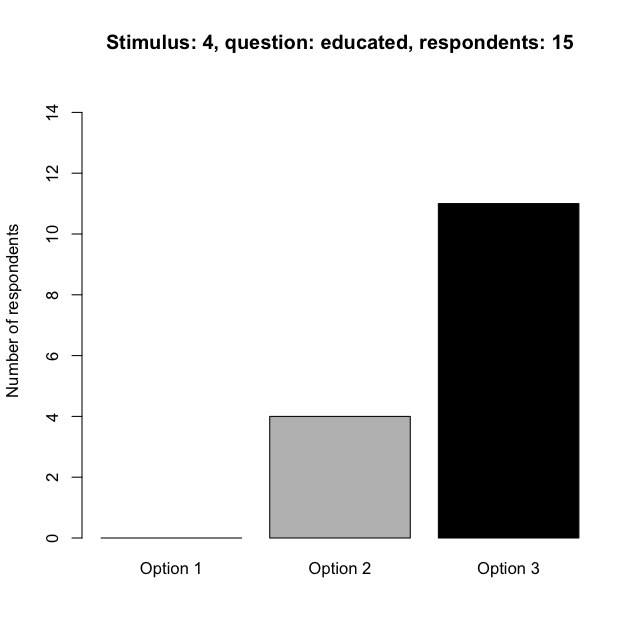 Stimulus: 4, question: educated, respondents: 15
Number of respondents
14
12
10
8
6
4
2
0
Option 1
Option 2
Option 3